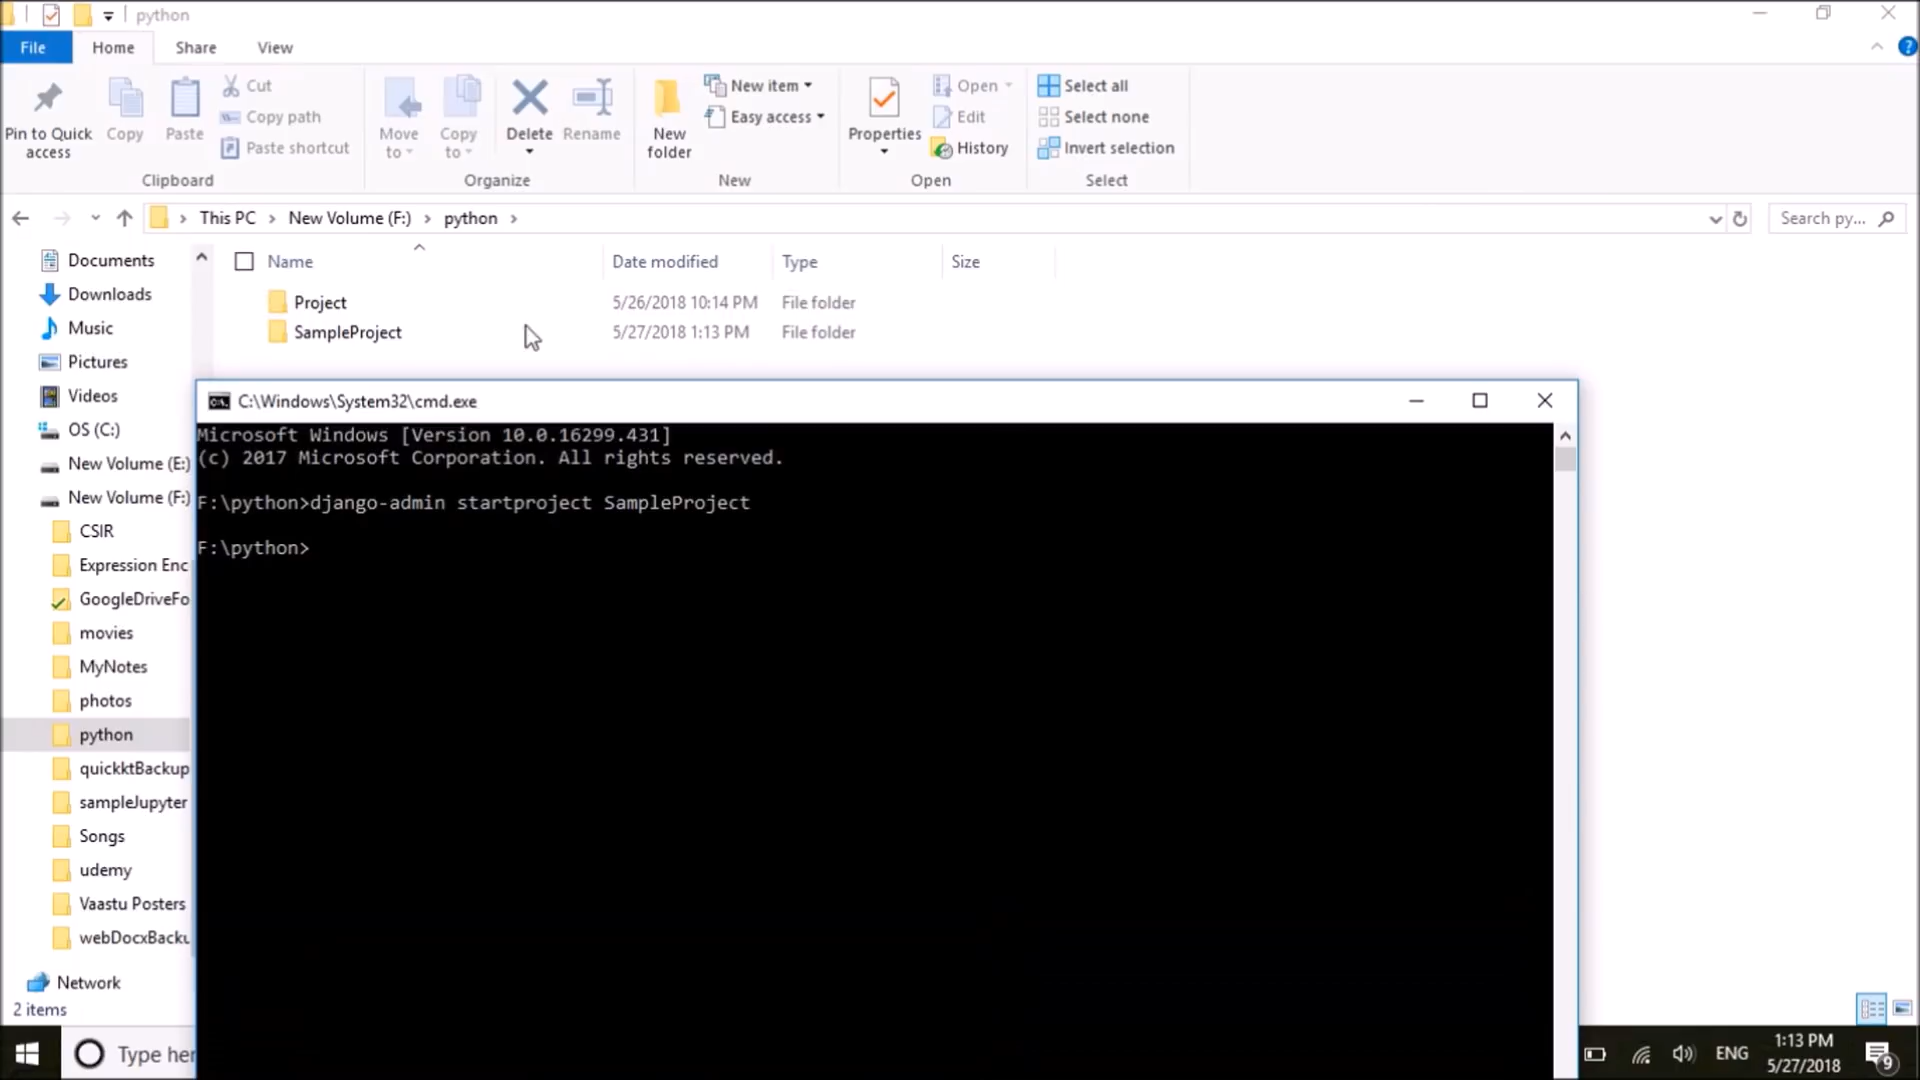 python
File Home Share View
Pin to Quick access
Copy
Paste
Cut
Copy path
Paste shortcut
Move to
Copy to
Delete
Rename
New folder
New item
Easy access
Properties
Open
Edit
History
Select all
Select none
Invert selection
Clipboard Organize New Open Select
This PC > New Volume (F:) > python >
Search py...
Name Date modified Type Size
Project 5/26/2018 10:14 PM File folder
SampleProject 5/27/2018 1:13 PM File folder
Documents
Downloads
Music
Pictures
Videos
OS (C:)
New Volume (E:)
New Volume (F:)
CSIR
Expression Enc
GoogleDriveFo
movies
MyNotes
photos
python
quickktBackup
sampleJupyter
Songs
udemy
Vaastu Posters
webDocxBacku
Network
2 items
C:\Windows\System32\cmd.exe
Microsoft Windows [Version 10.0.16299.431]
(c) 2017 Microsoft Corporation. All rights reserved.
F:\python>django-admin startproject SampleProject
F:\python>
Type her
ENG
1:13 PM
5/27/2018
9